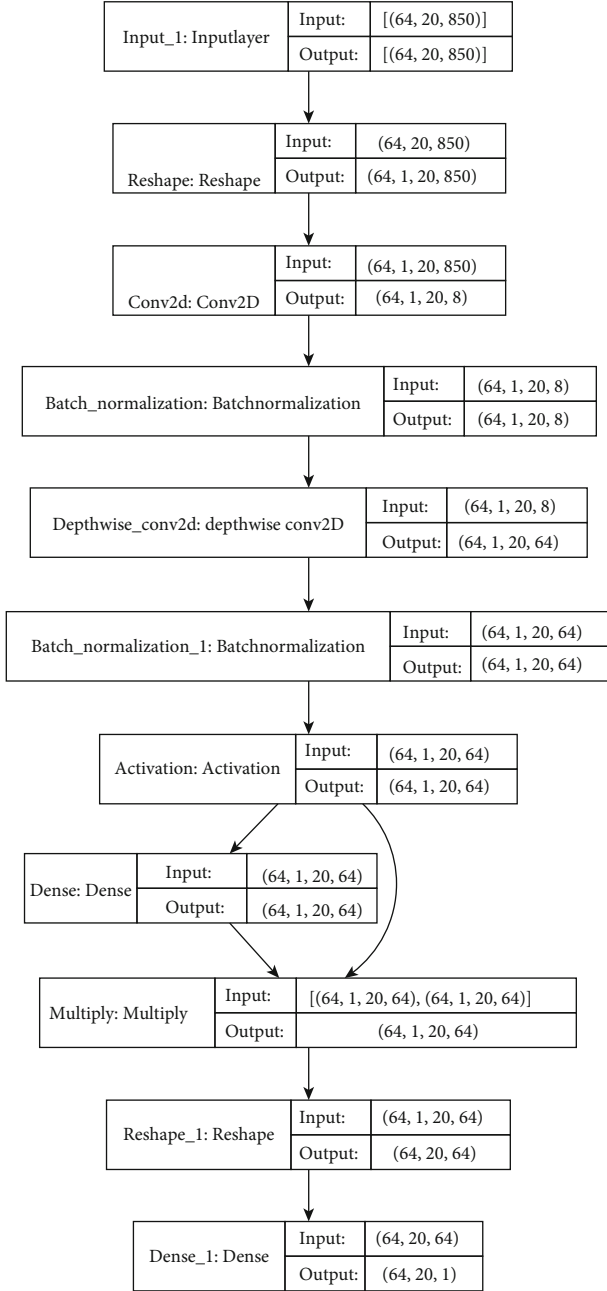 Input_1: Inputlayer
Input: [(64, 20, 850)]
Output: [(64, 20, 850)]
Reshape: Reshape
Input: (64, 20, 850)
Output: (64, 1, 20, 850)
Conv2d: Conv2D
Input: (64, 1, 20, 850)
Output: (64, 1, 20, 8)
Batch_normalization: Batchnormalization
Input: (64, 1, 20, 8)
Output: (64, 1, 20, 8)
Depthwise_conv2d: depthwise conv2D
Input: (64, 1, 20, 8)
Output: (64, 1, 20, 64)
Batch_normalization_1: Batchnormalization
Input: (64, 1, 20, 64)
Output: (64, 1, 20, 64)
Activation: Activation
Input: (64, 1, 20, 64)
Output: (64, 1, 20, 64)
Dense: Dense
Input: (64, 1, 20, 64)
Output: (64, 1, 20, 64)
Multiply: Multiply
Input: [(64, 1, 20, 64), (64, 1, 20, 64)]
Output: (64, 1, 20, 64)
Reshape_1: Reshape
Input: (64, 1, 20, 64)
Output: (64, 20, 64)
Dense_1: Dense
Input: (64, 20, 64)
Output: (64, 20, 1)